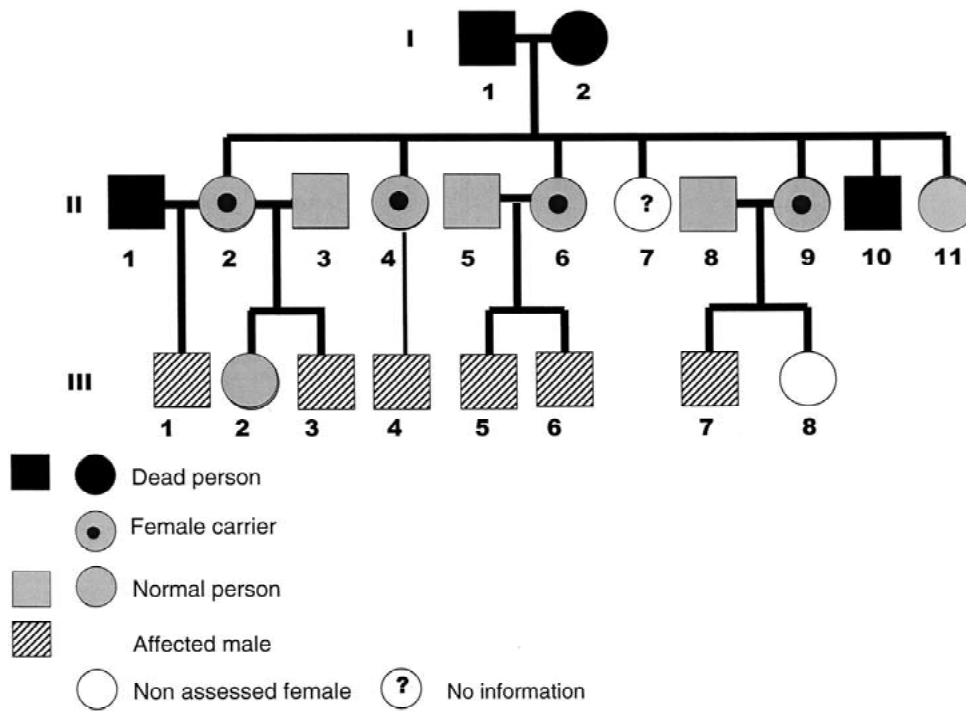 I
1 2
II
1 2 3 4 5 6 7 8 9 10 11
?
III
1 2 3 4 5 6 7 8
Dead person
Female carrier
Normal person
Affected male
Non assessed female ? No information